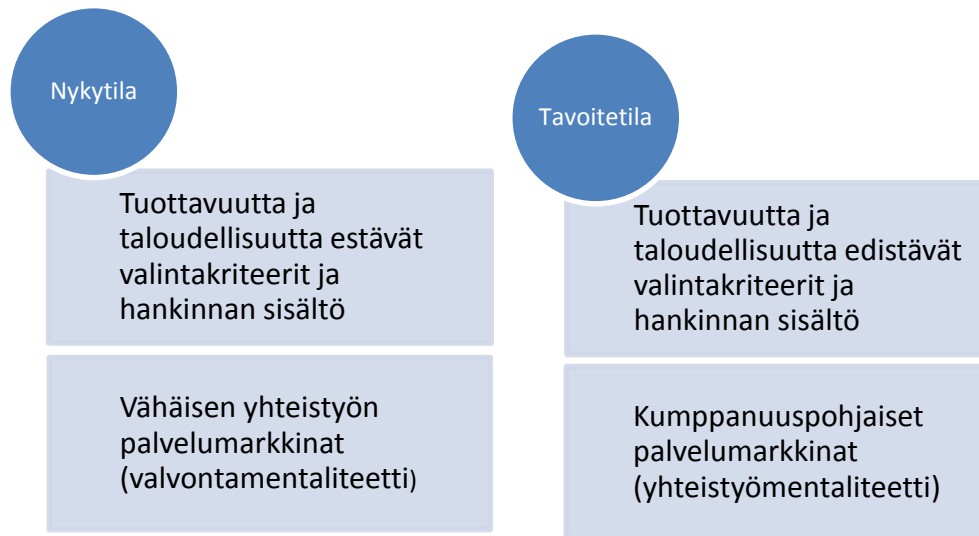 Nykytila
Tuottavuutta ja
taloudellisuutta estävät
valintakriteerit ja
hankinnan sisältö
Vähäisen yhteistyön
palvelumarkkinat
(valvontamentaliteetti)
Tavoitetila
Tuottavuutta ja
taloudellisuutta edistävät
valintakriteerit ja
hankinnan sisältö
Kumppanuuspohjaiset
palvelumarkkinat
(yhteistyömentaliteetti)